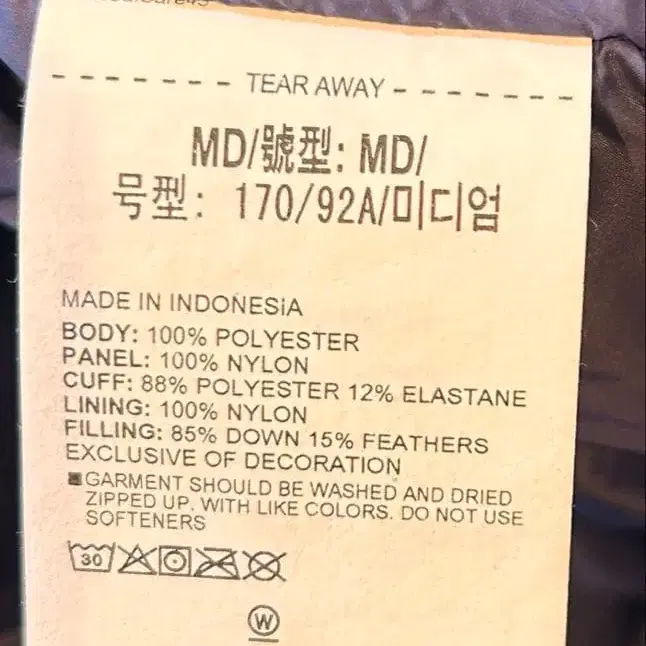 TEAR AWAY
MD/號型: MD/
号型: 170/92A/미디엄
MADE IN INDONESIA
BODY: 100% POLYESTER
PANEL: 100% NYLON
CUFF: 88% POLYESTER 12% ELASTANE
LINING: 100% NYLON
FILLING: 85% DOWN 15% FEATHERS
EXCLUSIVE OF DECORATION
GARMENT SHOULD BE WASHED AND DRIED
ZIPPED UP. WITH LIKE COLORS. DO NOT USE
SOFTENERS
30
W